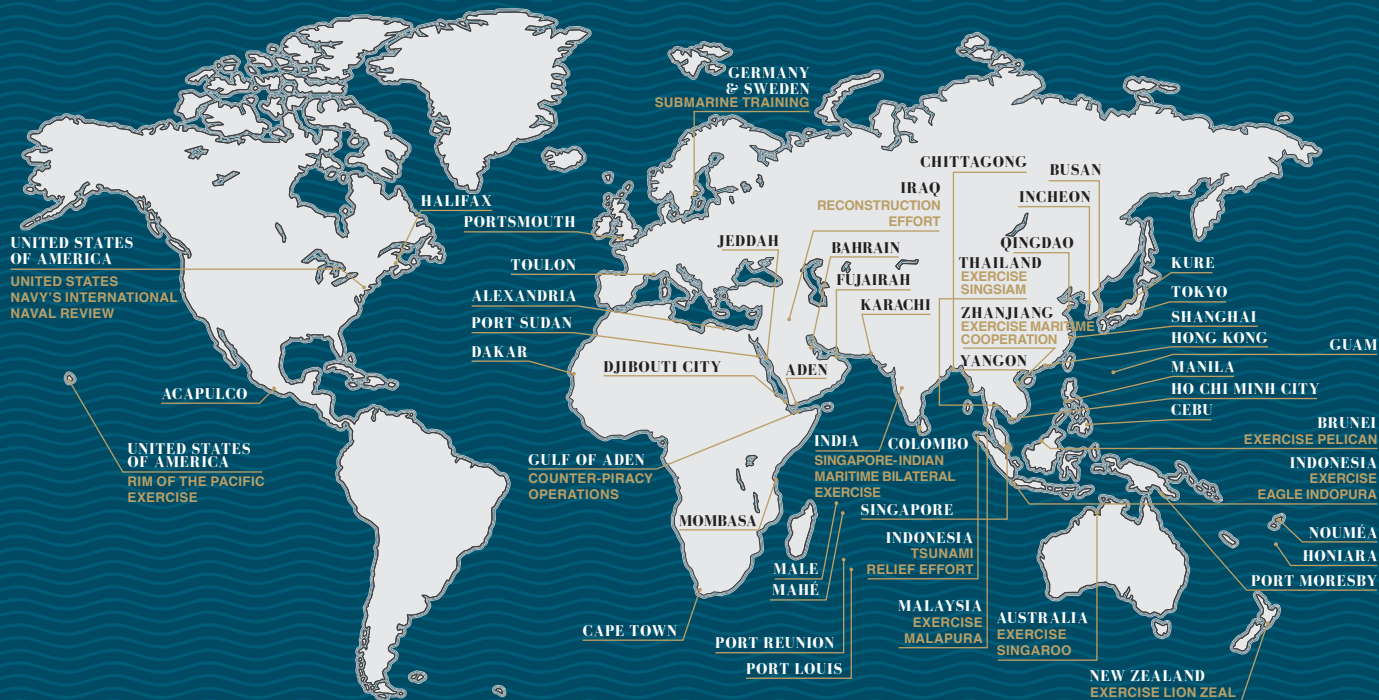 GERMANY
& SWEDEN
SUBMARINE TRAINING
HALIFAX
PORTSMOUTH
UNITED STATES
OF AMERICA
UNITED STATES
NAVY'S INTERNATIONAL
NAVAL REVIEW
TOULON
ALEXANDRIA
PORT SUDAN
DAKAR
DJIBOUTI CITY
JEDDAH
ADEN
ACAPULCO
UNITED STATES
OF AMERICA
RIM OF THE PACIFIC
EXERCISE
GULF OF ADEN
COUNTER-PIRACY
OPERATIONS
MOMBASA
CAPE TOWN
PORT REUNION
PORT LOUIS
MALE
MAHÉ
CHITTAGONG
BUSAN
IRAQ
RECONSTRUCTION
EFFORT
INCHEON
BAHRAIN
QINGDAO
FUJAIRAH
THAILAND
EXERCISE
SINGSIAM
KARACHI
ZHANJIANG
EXERCISE MARITIME
COOPERATION
YANGON
KURE
TOKYO
SHANGHAI
HONG KONG
GUAM
MANILA
HO CHI MINH CITY
CEBU
BRUNEI
EXERCISE PELICAN
INDONESIA
EXERCISE
EAGLE INDOPURA
INDIA
SINGAPORE-INDIAN
MARITIME BILATERAL
EXERCISE
COLOMBO
SINGAPORE
INDONESIA
TSUNAMI
RELIEF EFFORT
MALAYSIA
EXERCISE
MALAPURA
AUSTRALIA
EXERCISE
SINGAROO
NOUMÉA
HONIARA
PORT MORESBY
NEW ZEALAND
EXERCISE LION ZEAL